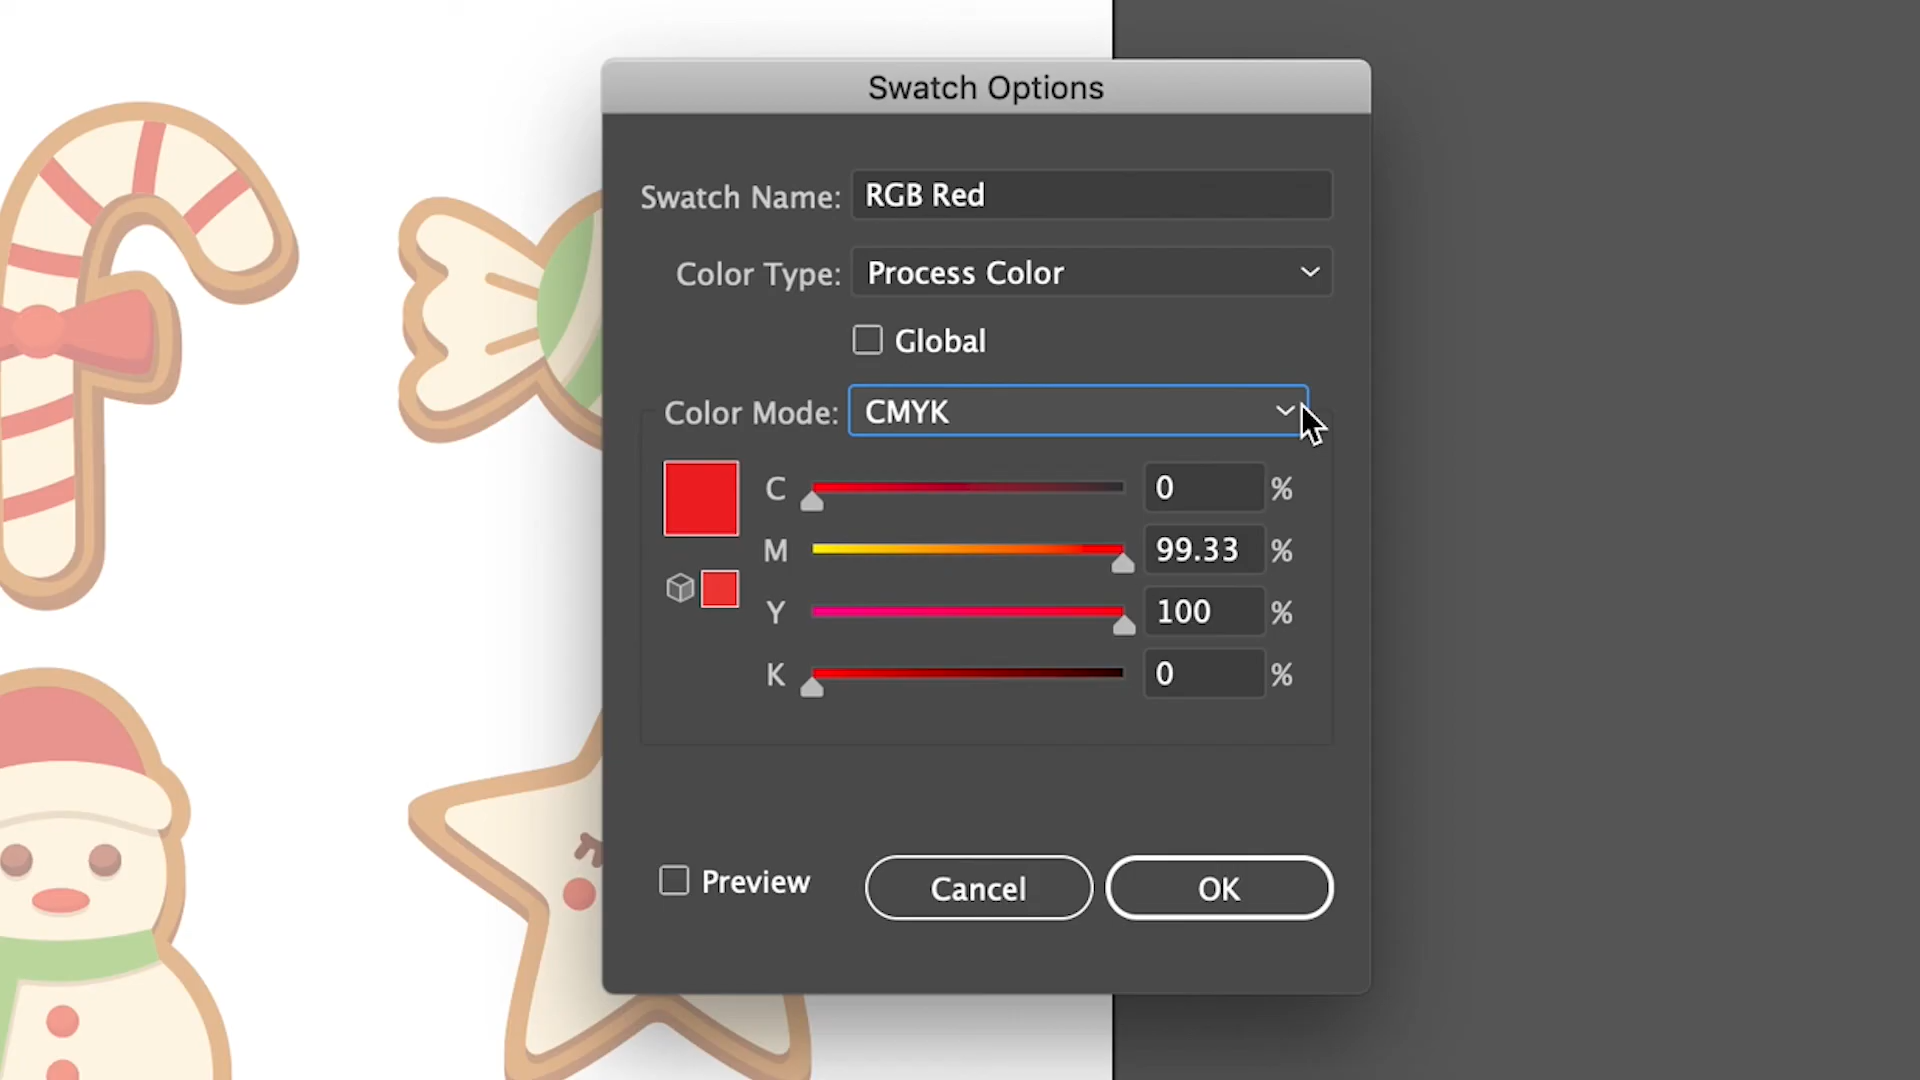 Swatch Options
Swatch Name: RGB Red
Color Type: Process Color
Global
Color Mode: CMYK
C 0 %
M 99.33 %
Y 100 %
K 0 %
Preview Cancel OK